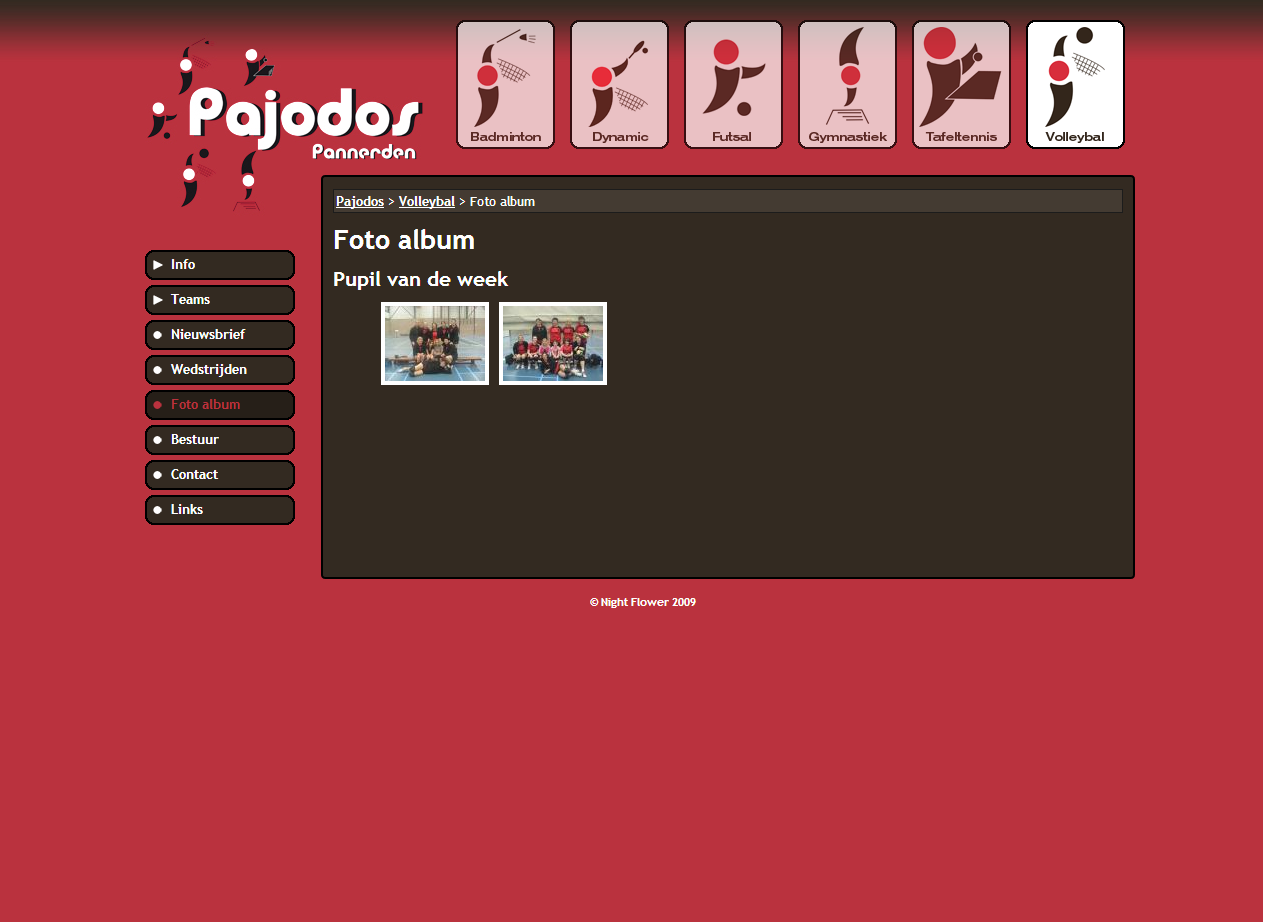 Pajodos
Pannerden
Badminton
Dynamic
Futsal
Gymnastiek
Tafeltennis
Volleybal
Pajodos > Volleybal > Foto album
Foto album
Pupil van de week
Info
Teams
Nieuwsbrief
Wedstrijden
Foto album
Bestuur
Contact
Links
© Night Flower 2009